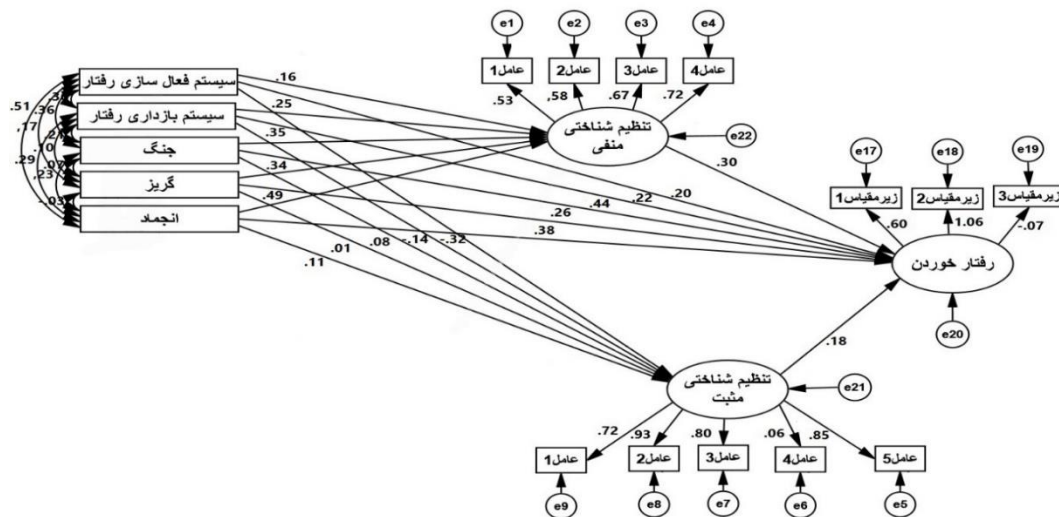 e1
e2
e3
e4
عامل1
عامل2
عامل3
عامل4
.53
,58
.67
.72
سیستم فعال سازی رفتار
سیستم بازداری رفتار
جنگ
گریز
انجماد
.51
.36
,17
.29
,23
-.03
.16
.25
.35
.34
.49
تنظیم شناختی
منفی
e22
.30
.20
.22
.44
.26
.38
e17
e18
e19
زیرمقیاس1
زیرمقیاس2
زیرمقیاس3
.60
1.06
-.07
رفتار خوردن
e20
-.32
-.14
.08
.01
.11
.18
تنظیم شناختی
مثبت
e21
.72
.93
.80
.06
.85
عامل1
عامل2
عامل3
عامل4
عامل5
e9
e8
e7
e6
e5